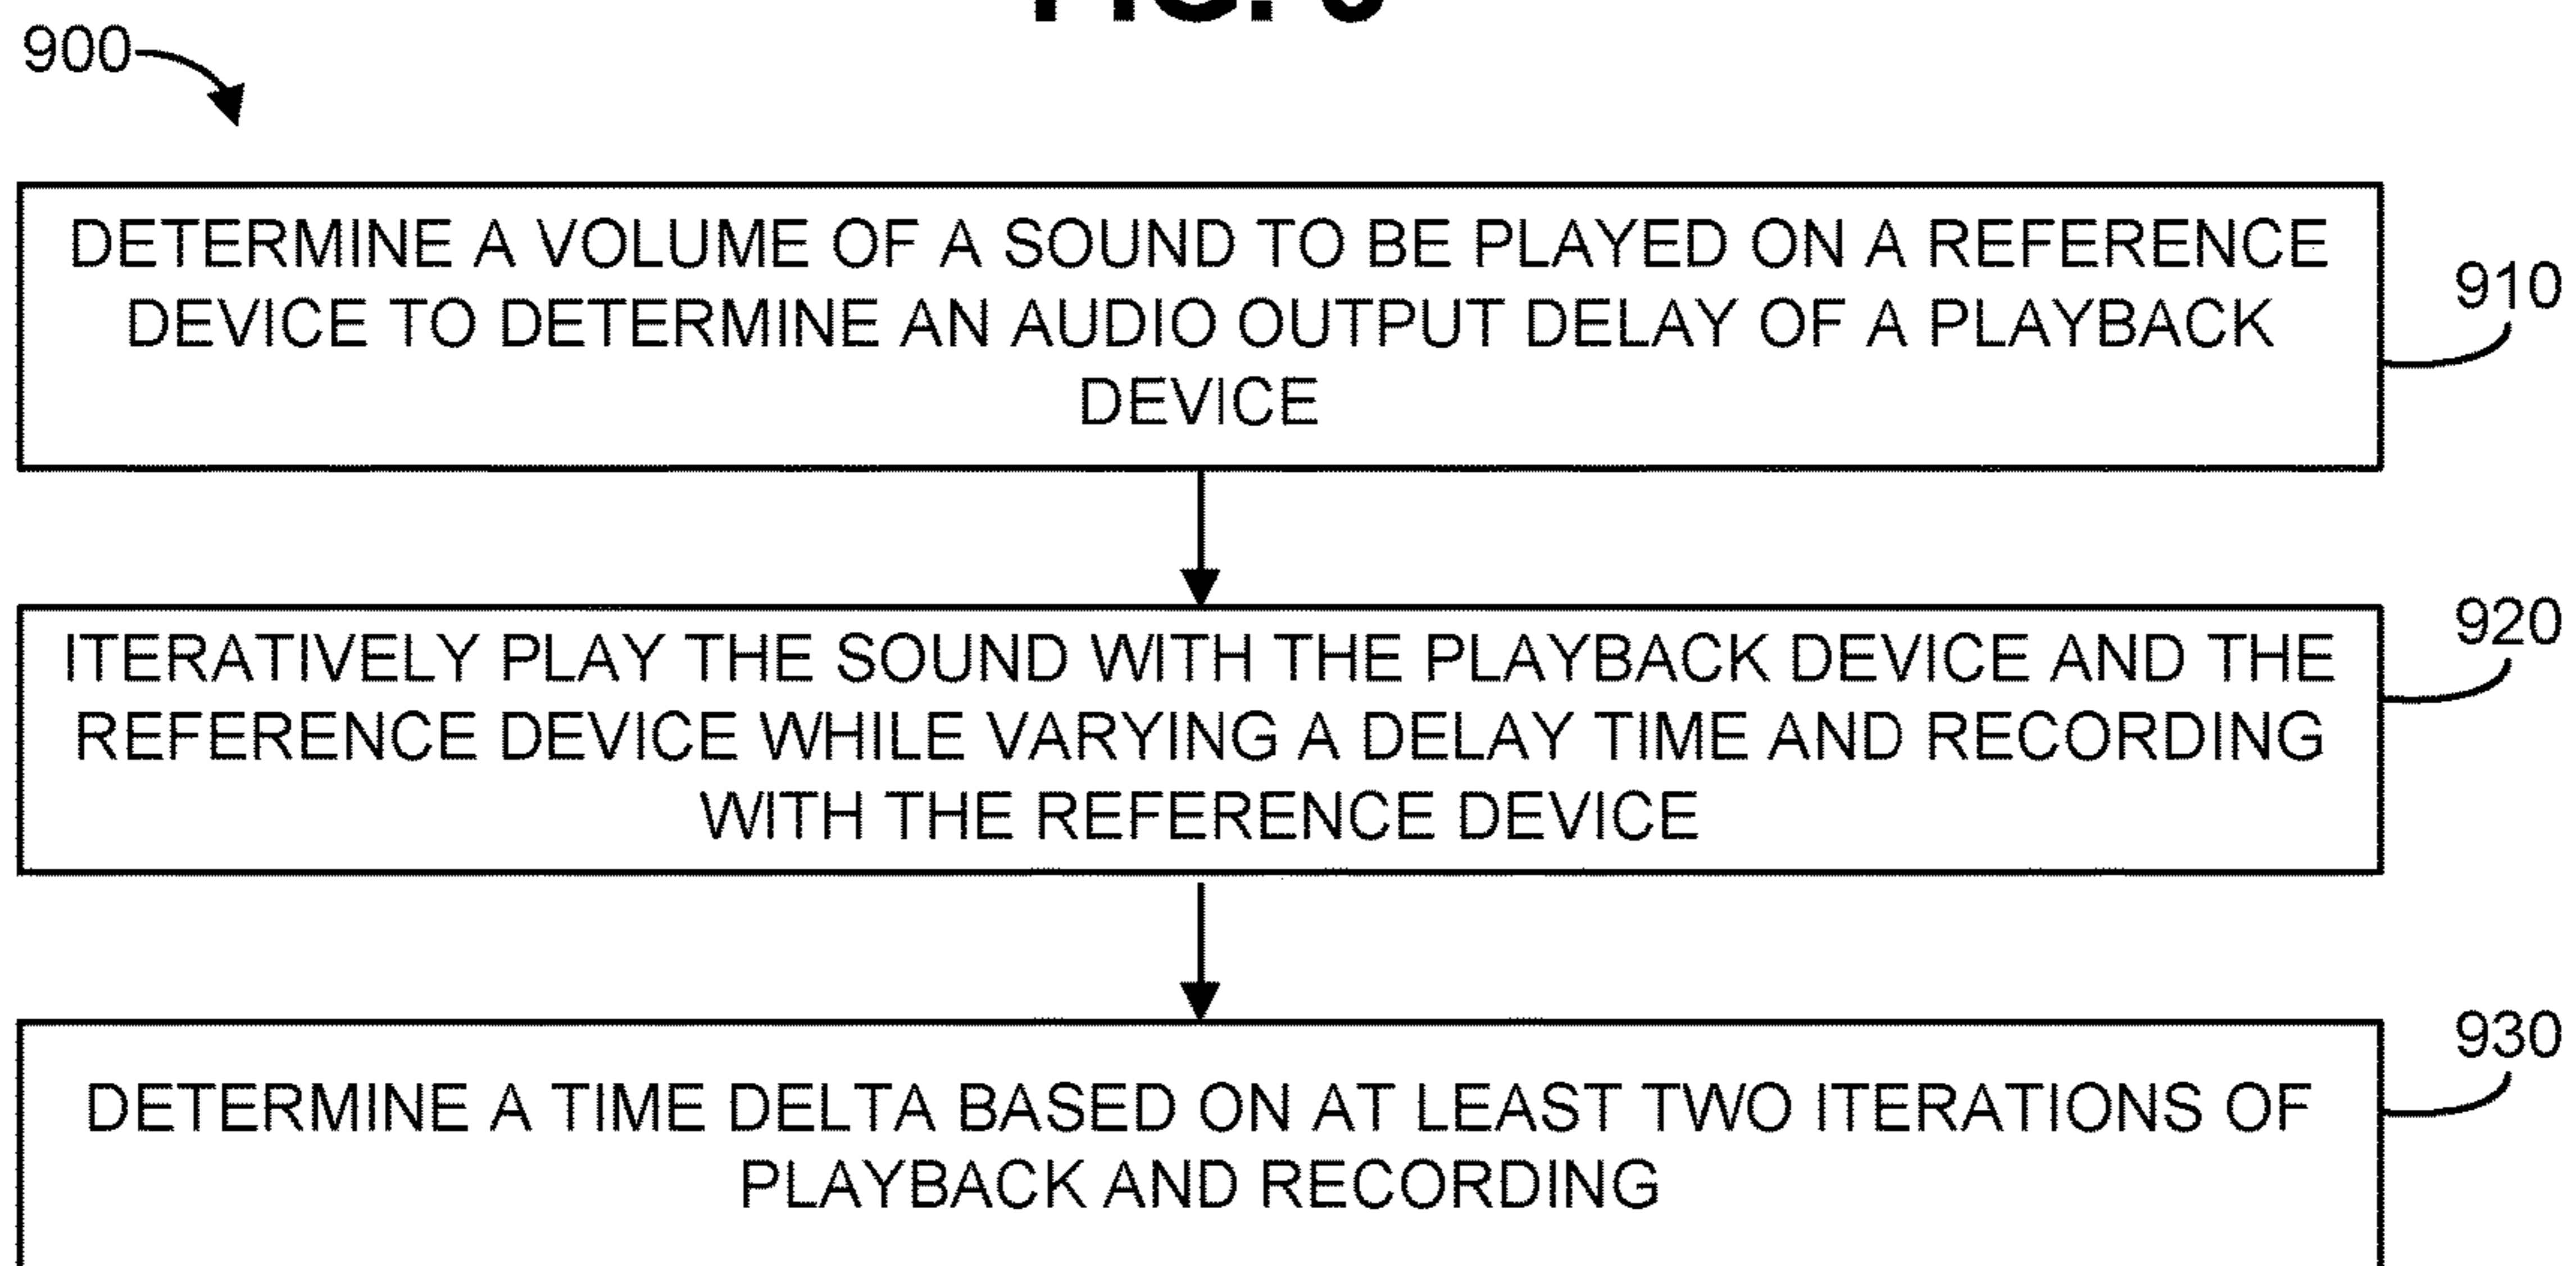 900
DETERMINE A VOLUME OF A SOUND TO BE PLAYED ON A REFERENCE
DEVICE TO DETERMINE AN AUDIO OUTPUT DELAY OF A PLAYBACK
DEVICE
910
ITERATIVELY PLAY THE SOUND WITH THE PLAYBACK DEVICE AND THE
REFERENCE DEVICE WHILE VARYING A DELAY TIME AND RECORDING
WITH THE REFERENCE DEVICE
920
DETERMINE A TIME DELTA BASED ON AT LEAST TWO ITERATIONS OF
PLAYBACK AND RECORDING
930